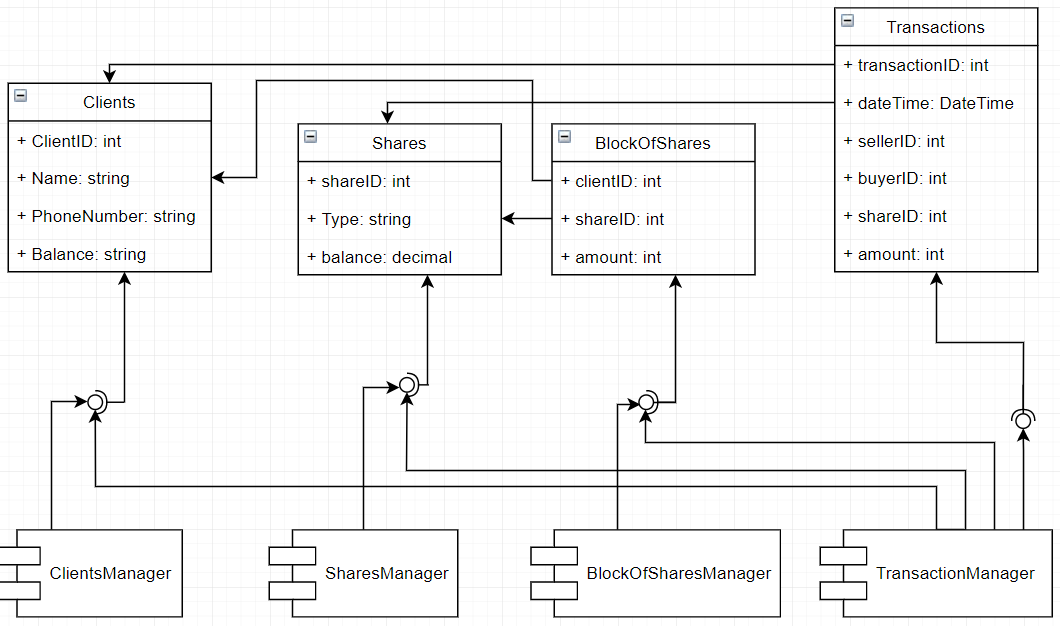 Transactions
+ transactionID: int
+ dateTime: DateTime
+ sellerID: int
+ buyerID: int
+ shareID: int
+ amount: int
Clients
+ ClientID: int
+ Name: string
+ PhoneNumber: string
+ Balance: string
Shares
+ shareID: int
+ Type: string
+ balance: decimal
BlockOfShares
+ clientID: int
+ shareID: int
+ amount: int
ClientsManager
SharesManager
BlockOfSharesManager
TransactionManager